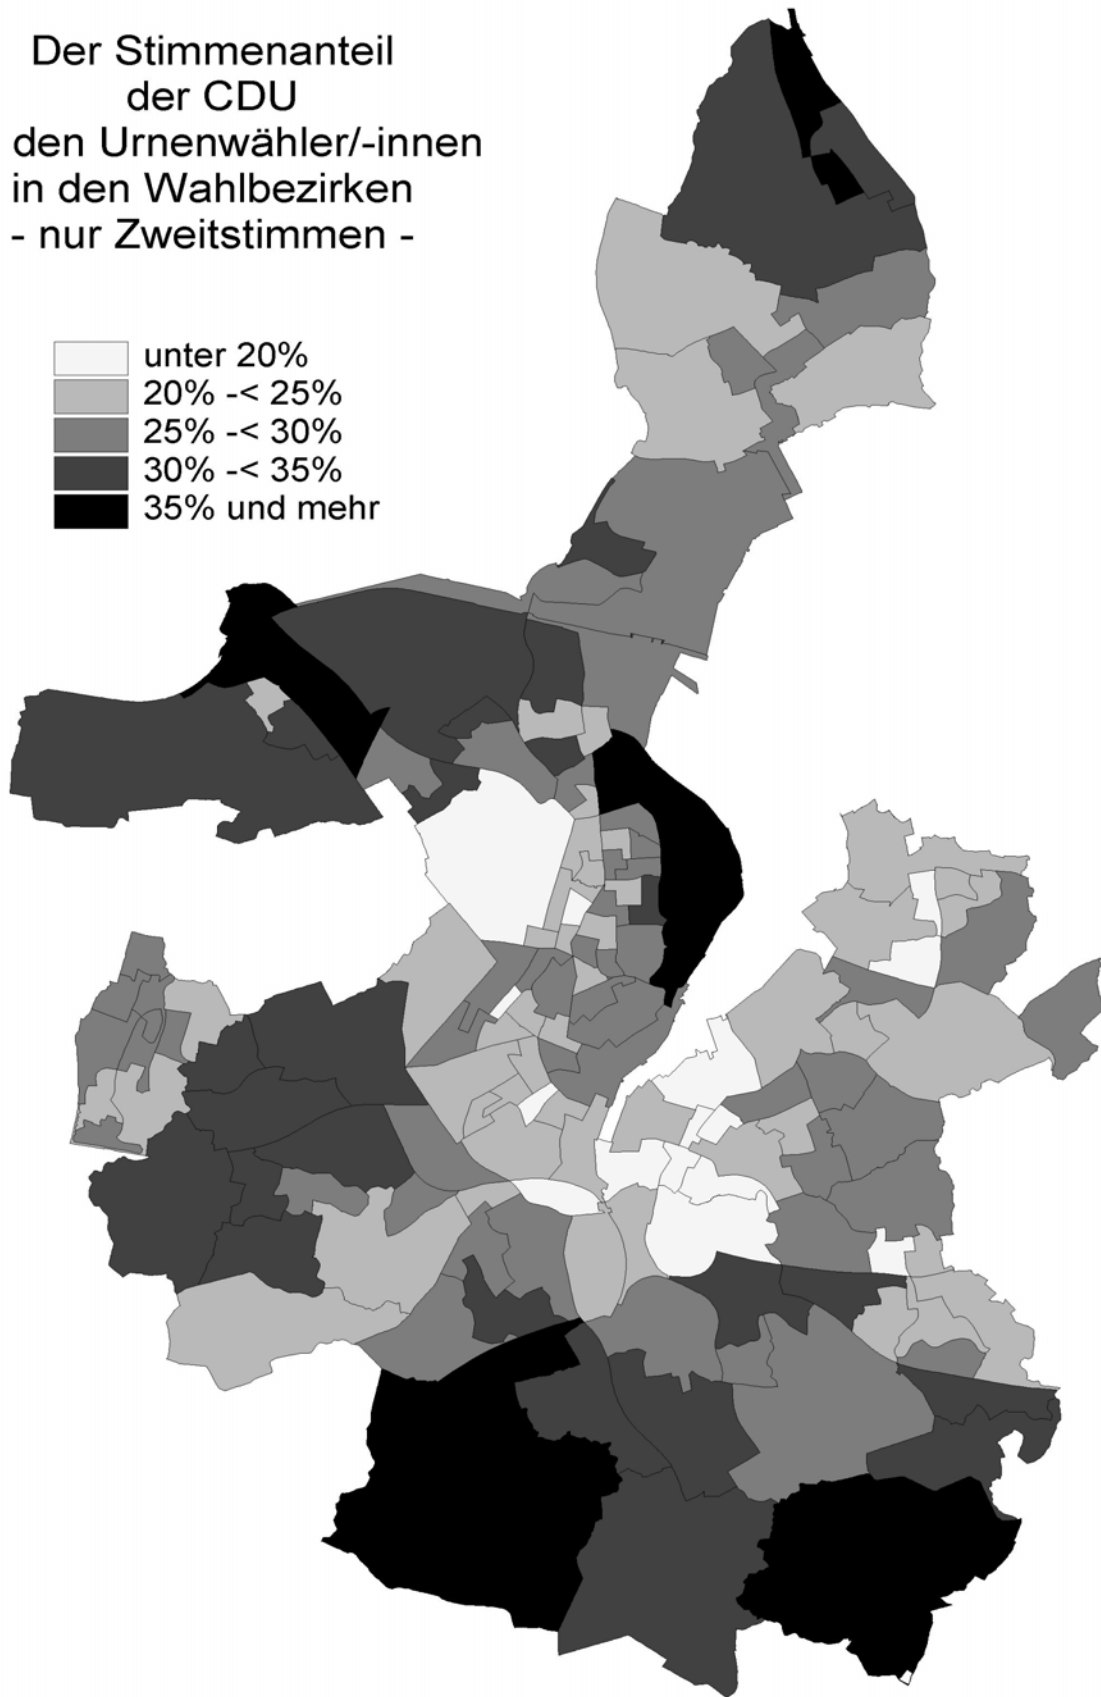 Der Stimmenanteil
der CDU
den Urnenwähler/-innen
in den Wahlbezirken
- nur Zweitstimmen -
unter 20%
20% -< 25%
25% -< 30%
30% -< 35%
35% und mehr